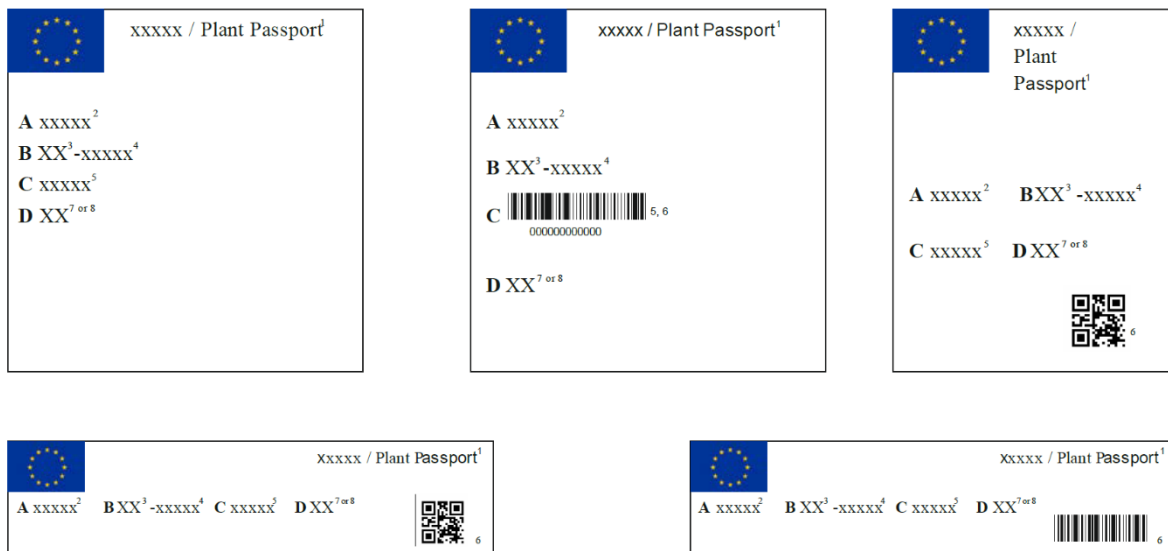 xxxxx / Plant Passport¹
A xxxxx²
B XX³-xxxxx⁴
C xxxxx⁵
D XX⁷ ᵒʳ ⁸
xxxxx / Plant Passport¹
A xxxxx²
B XX³-xxxxx⁴
C 5, 6
000000000000
D XX⁷ ᵒʳ ⁸
xxxxx /
Plant
Passport¹
A xxxxx² BXX³ -xxxxx⁴
C xxxxx⁵ D XX⁷ ᵒʳ ⁸
6
xxxxx / Plant Passport¹
A xxxxx² B XX³ -xxxxx⁴ C xxxxx⁵ D XX⁷ ᵒʳ ⁸
6
xxxxx / Plant Passport¹
A xxxxx² B XX³ -xxxxx⁴ C xxxxx⁵ D XX⁷ ᵒʳ ⁸
6